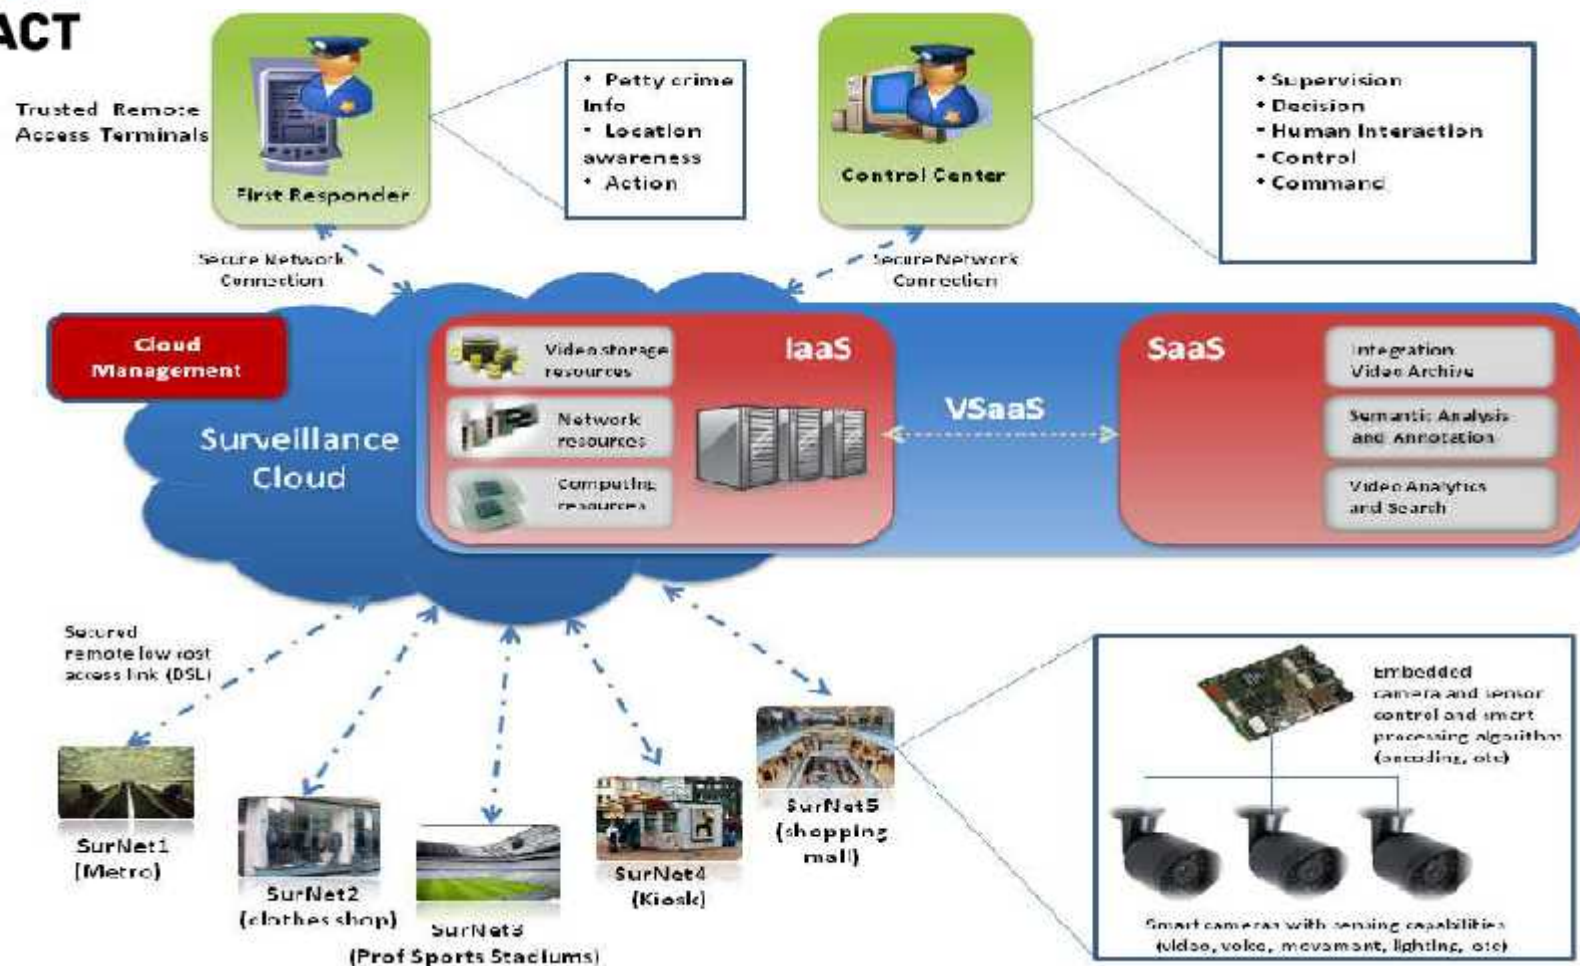 ACT
Trusted Remote
Access Terminals
First Responder
• Petty crime
Info
• Location
awareness
• Action
Control Center
• Supervision
• Decision
• Human Interaction
• Control
• Command
Secure Network
Connection
Secure Network
Connection
Cloud
Management
Surveillance
Cloud
Video storage
resources
Network
resources
Computing
resources
IaaS
VSaaS
SaaS
Integration
Video Archive
Semantic Analysis
and Annotation
Video Analytics
and Search
Secured
remote low cost
access link (DSL)
SurNet1
(Metro)
SurNet2
(clothes shop)
SurNet3
(Prof Sports Stadiums)
SurNet4
(Kiosk)
SurNet5
(shopping
mall)
Embedded
camera and sensor
control and smart
processing algorithm
(encoding, etc)
Smart cameras with sensing capabilities
(video, voice, movement, lighting, etc)